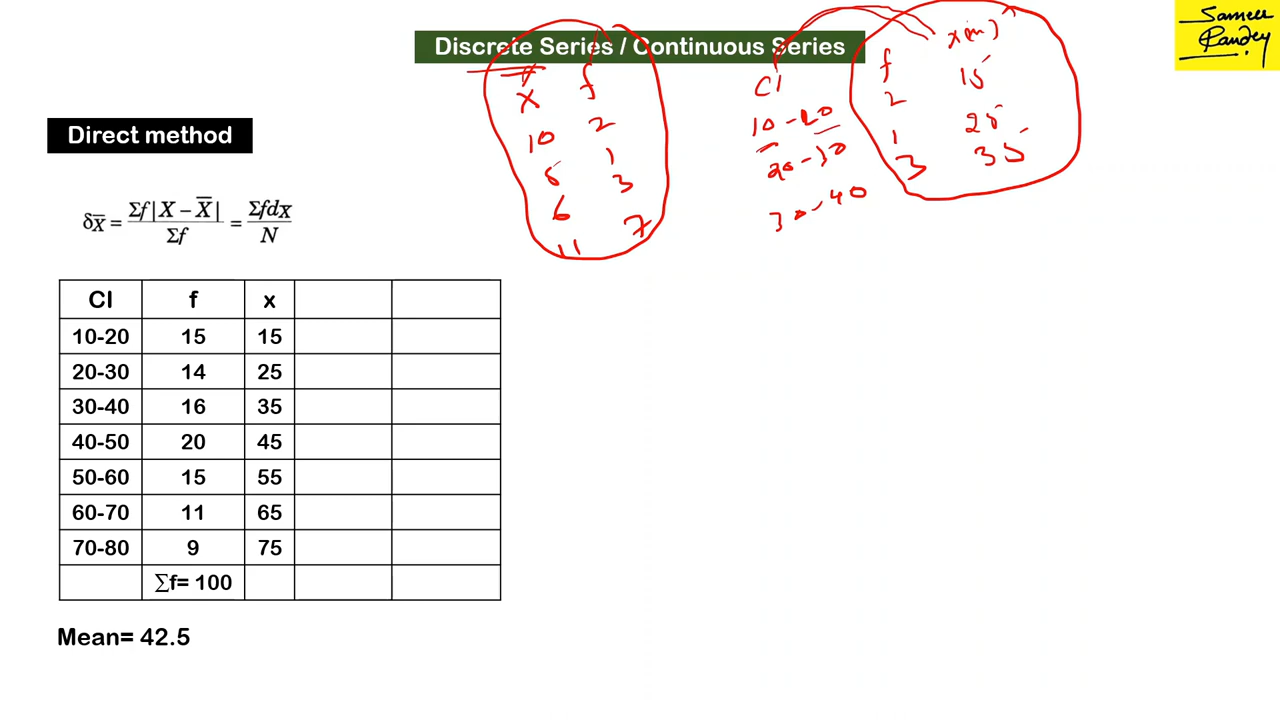 Discrete Series / Continuous Series
Sameer
Pandey
X f
10 2
5 1
6 3
11 7
CI f x(m)
10-20 2 15
20-30 1 25
30-40 3 35
Direct method
δx̄ = Σf|X − X̄| / Σf = Σfdx̄ / N
CI f x
10-20 15 15
20-30 14 25
30-40 16 35
40-50 20 45
50-60 15 55
60-70 11 65
70-80 9 75
∑f= 100
Mean= 42.5